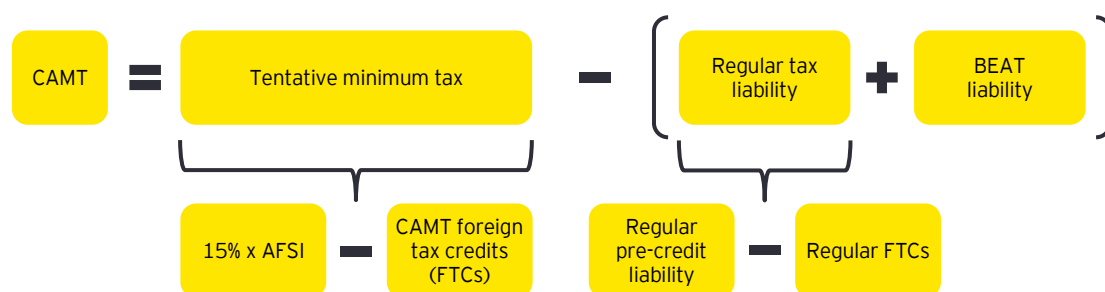 CAMT = Tentative minimum tax - ( Regular tax
liability + BEAT
liability )
15% x AFSI - CAMT foreign
tax credits
(FTCs)
Regular
pre-credit
liability - Regular FTCs